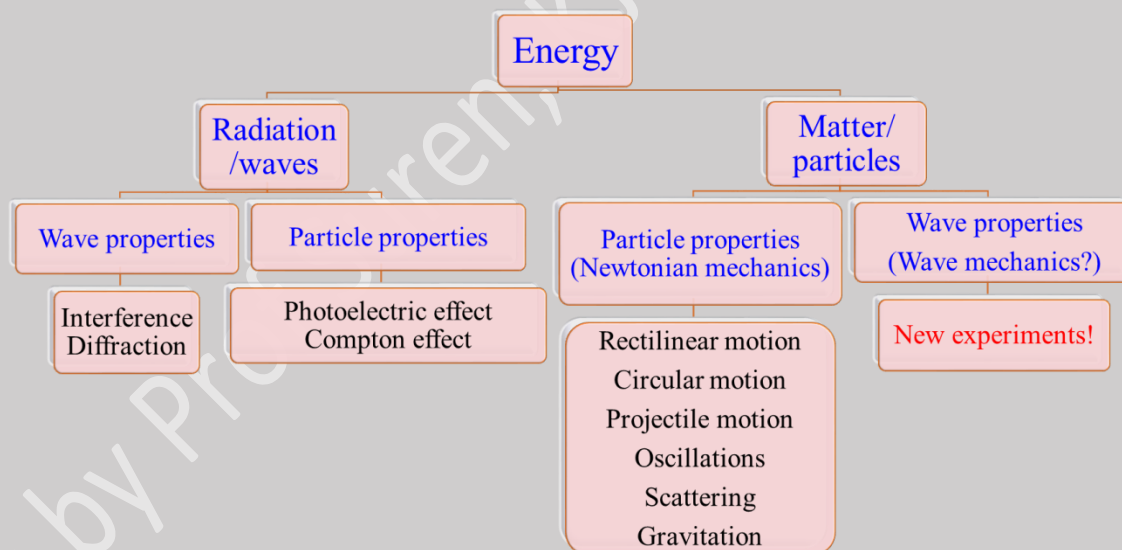 Energy
Radiation
/waves
Matter/
particles
Wave properties
Particle properties
Particle properties
(Newtonian mechanics)
Wave properties
(Wave mechanics?)
Interference
Diffraction
Photoelectric effect
Compton effect
Rectilinear motion
Circular motion
Projectile motion
Oscillations
Scattering
Gravitation
New experiments!
by